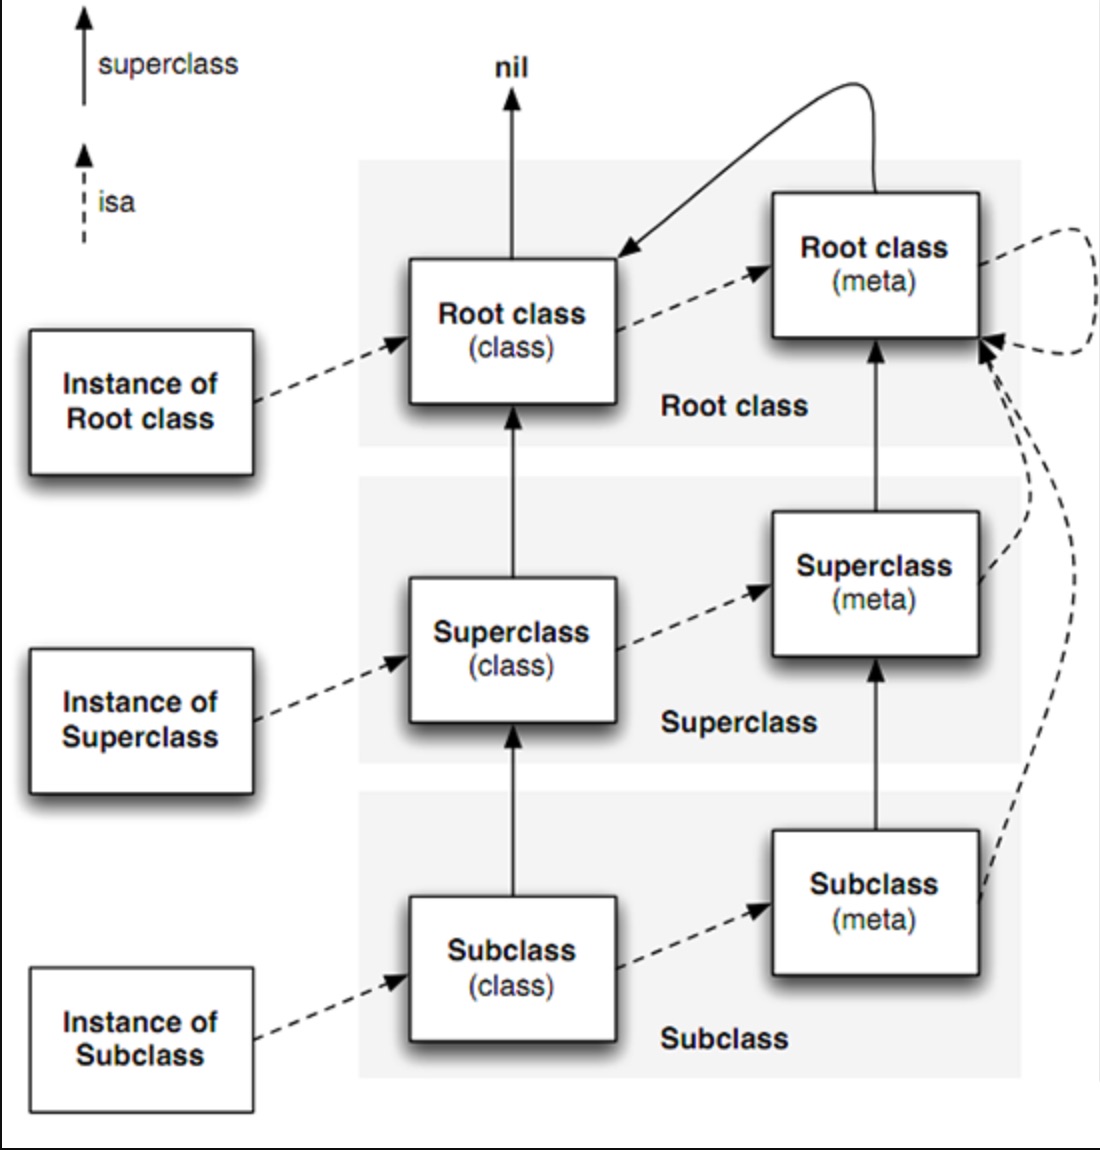 superclass
isa
nil
Root class
(meta)
Root class
(class)
Instance of
Root class
Root class
Superclass
(meta)
Superclass
(class)
Instance of
Superclass
Superclass
Subclass
(meta)
Subclass
(class)
Instance of
Subclass
Subclass